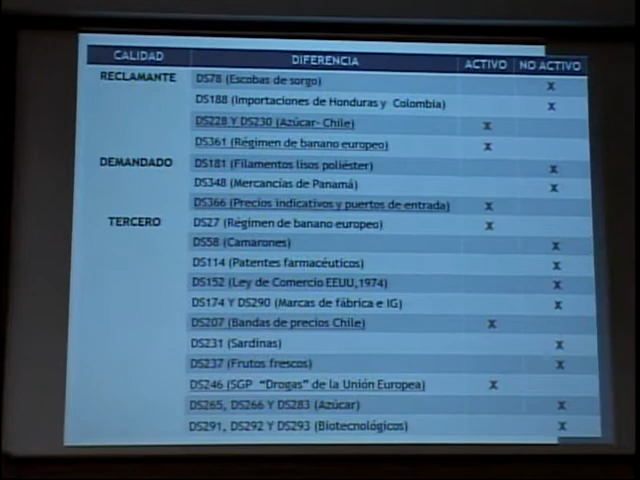 CALIDAD DIFERENCIA ACTIVO NO ACTIVO
RECLAMANTE DS78 (Escobas de sorgo) X
DS188 (Importaciones de Honduras y Colombia) X
DS228 Y DS230 (Azúcar- Chile) X
DS361 (Régimen de banano europeo) X
DEMANDADO DS181 (Filamentos lisos poliéster) X
DS348 (Mercancías de Panamá) X
DS366 (Precios indicativos y puertos de entrada) X
TERCERO DS27 (Régimen de banano europeo) X
DS58 (Camarones) X
DS114 (Patentes farmacéuticos) X
DS152 (Ley de Comercio EEUU,1974) X
DS174 Y DS290 (Marcas de fábrica e IG) X
DS207 (Bandas de precios Chile) X
DS231 (Sardinas) X
DS237 (Frutos frescos) X
DS246 (SGP "Drogas" de la Unión Europea) X
DS265, DS266 Y DS283 (Azúcar) X
DS291, DS292 Y DS293 (Biotecnológicos) X